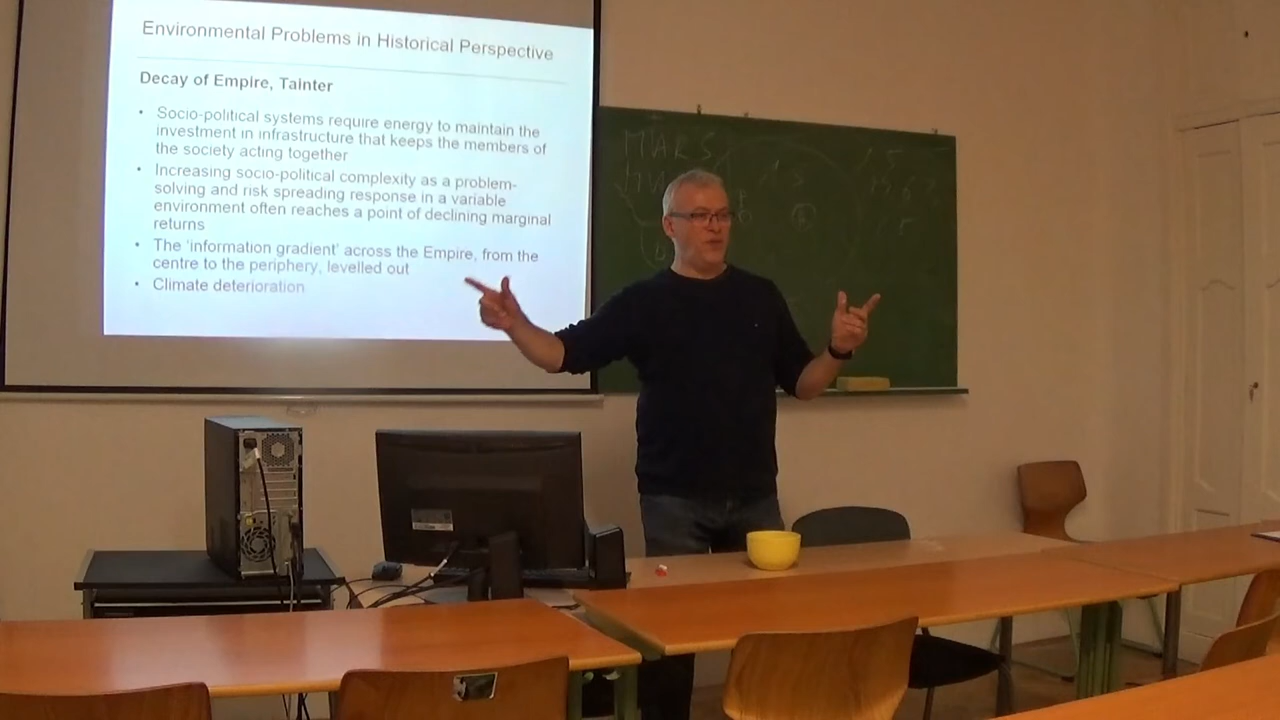 Environmental Problems in Historical Perspective
Decay of Empire, Tainter
• Socio-political systems require energy to maintain the
investment in infrastructure that keeps the members of
the society acting together
• Increasing socio-political complexity as a problem-
solving and risk spreading response in a variable
environment often reaches a point of declining marginal
returns
• The 'information gradient' across the Empire, from the
centre to the periphery, levelled out
• Climate deterioration
MARS